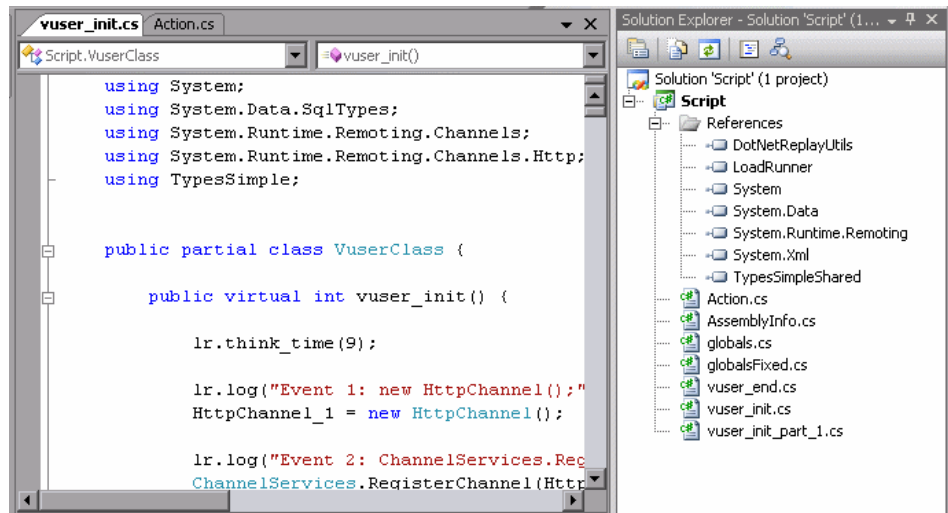 vuser_init.cs Action.cs
Script.VuserClass vuser_init()
using System;
using System.Data.SqlTypes;
using System.Runtime.Remoting.Channels;
using System.Runtime.Remoting.Channels.Http;
using TypesSimple;
public partial class VuserClass {
public virtual int vuser_init() {
lr.think_time(9);
lr.log("Event 1: new HttpChannel();"
HttpChannel_1 = new HttpChannel();
lr.log("Event 2: ChannelServices.Reg
ChannelServices.RegisterChannel(Http
Solution Explorer - Solution 'Script' (1...
Solution 'Script' (1 project)
Script
References
DotNetReplayUtils
LoadRunner
System
System.Data
System.Runtime.Remoting
System.Xml
TypesSimpleShared
Action.cs
AssemblyInfo.cs
globals.cs
globalsFixed.cs
vuser_end.cs
vuser_init.cs
vuser_init_part_1.cs